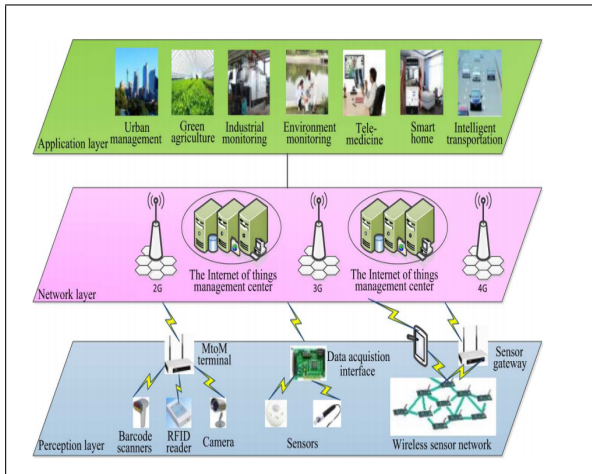 Urban
management
Green
agriculture
Industrial
monitoring
Environment
monitoring
Tele-
medicine
Smart
home
Intelligent
transportation
Application layer
2G
The Internet of things
management center
3G
The Internet of things
management center
4G
Network layer
MtoM
terminal
Data acquistion
interface
Sensor
gateway
Barcode
scanners
RFID
reader
Camera
Sensors
Wireless sensor network
Perception layer